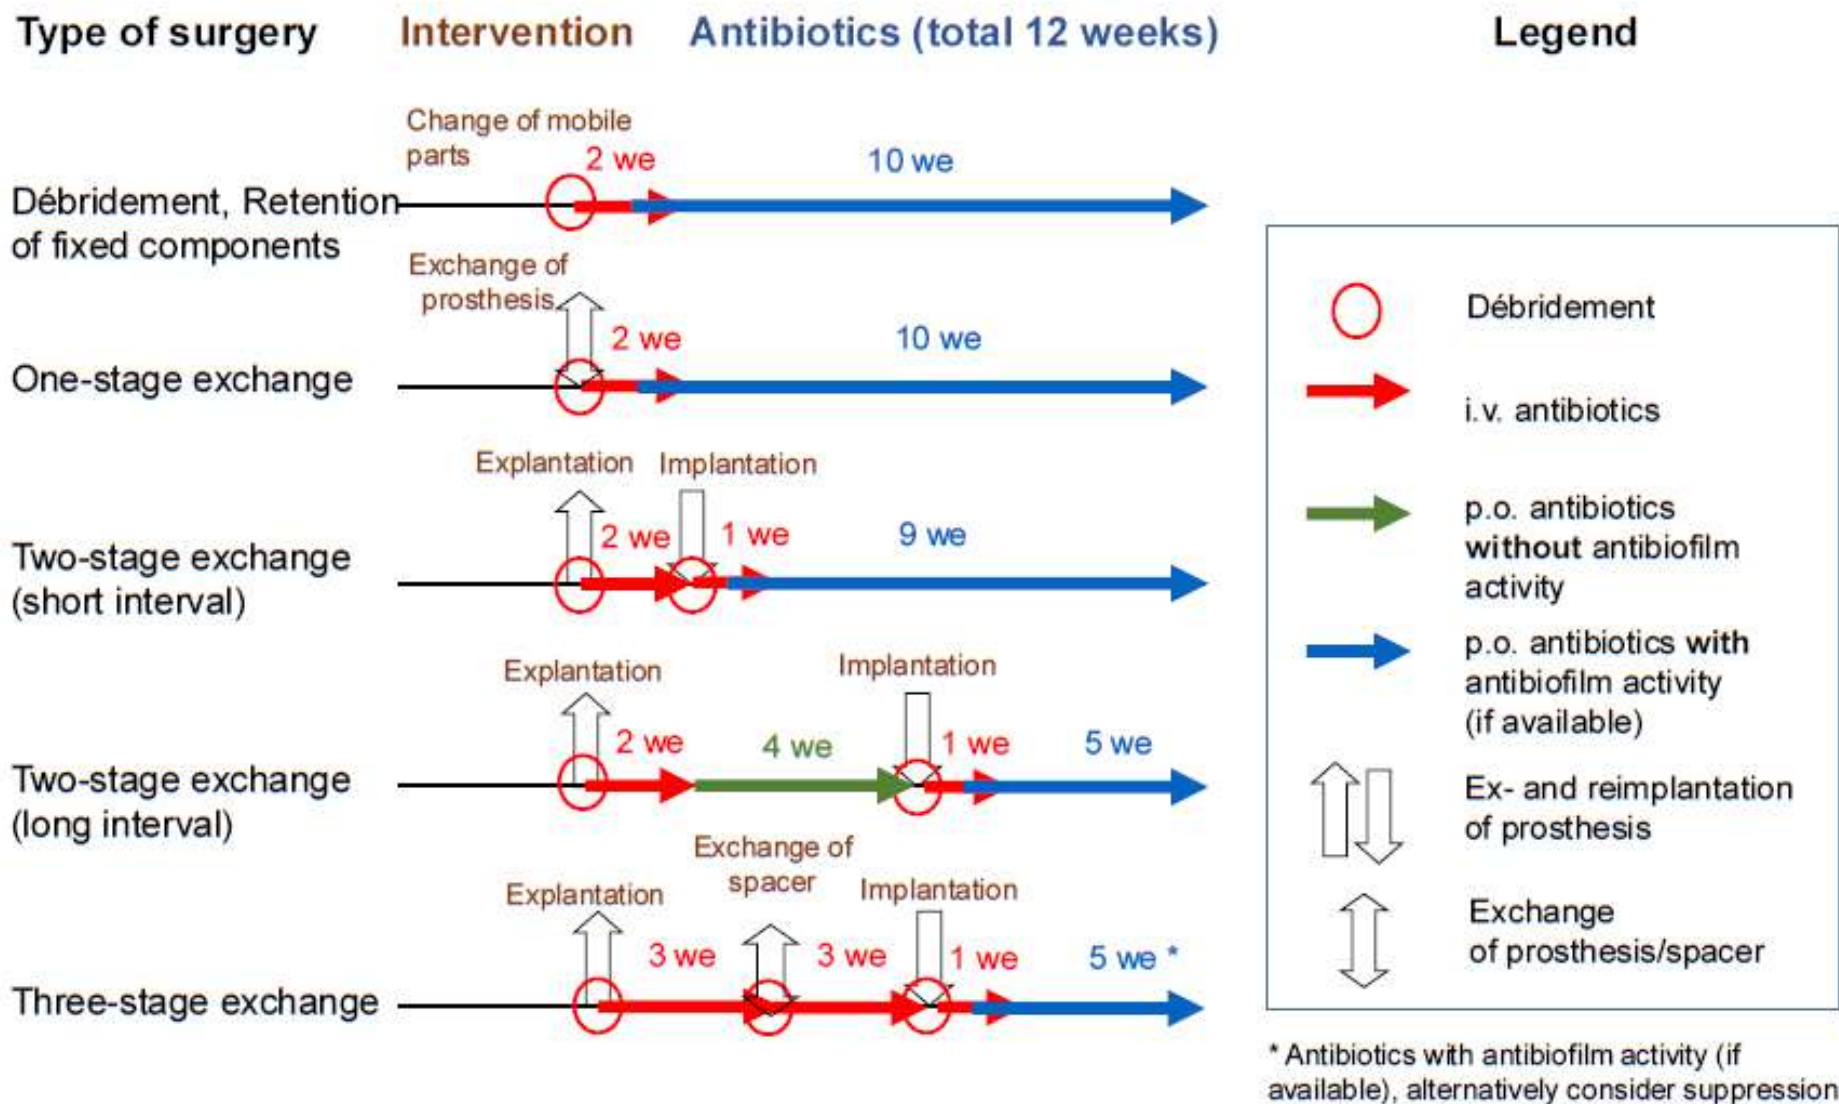 Type of surgery
Intervention
Antibiotics (total 12 weeks)
Legend
Change of mobile
parts
2 we
10 we
Débridement, Retention
of fixed components
Exchange of
prosthesis
2 we
10 we
One-stage exchange
Explantation
Implantation
2 we
1 we
9 we
Two-stage exchange
(short interval)
Explantation
Implantation
2 we
4 we
1 we
5 we
Two-stage exchange
(long interval)
Exchange of
spacer
Explantation
Implantation
3 we
3 we
1 we
5 we *
Three-stage exchange
Débridement
i.v. antibiotics
p.o. antibiotics
without antibiofilm
activity
p.o. antibiotics with
antibiofilm activity
(if available)
Ex- and reimplantation
of prosthesis
Exchange
of prosthesis/spacer
* Antibiotics with antibiofilm activity (if
available), alternatively consider suppression